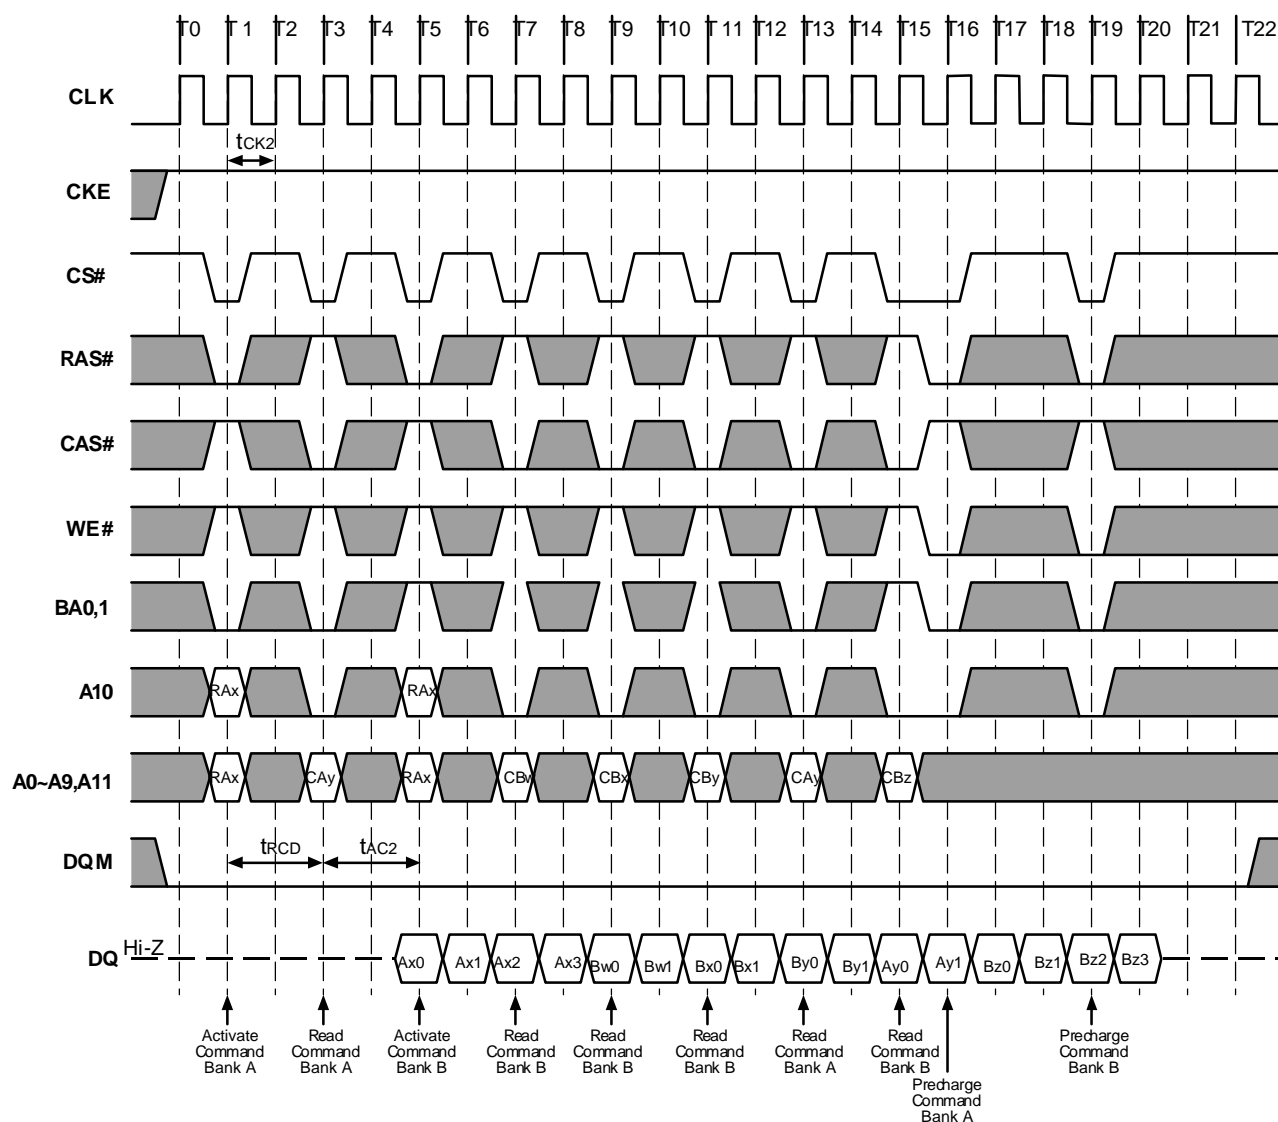 T0 T1 T2 T3 T4 T5 T6 T7 T8 T9 T10 T11 T12 T13 T14 T15 T16 T17 T18 T19 T20 T21 T22
CLK
tCK2
CKE
CS#
RAS#
CAS#
WE#
BA0,1
A10
RAx RAx
A0~A9,A11
RAx CAy RAx CBw CBx CBy CAy CBz
DQM
tRCD tAC2
DQ Hi-Z
Ax0 Ax1 Ax2 Ax3 Bw0 Bw1 Bx0 Bx1 By0 By1 Ay0 Ay1 Bz0 Bz1 Bz2 Bz3
Activate Command Bank A
Read Command Bank A
Activate Command Bank B
Read Command Bank B
Read Command Bank B
Read Command Bank B
Read Command Bank A
Read Command Bank B
Precharge Command Bank A
Precharge Command Bank B